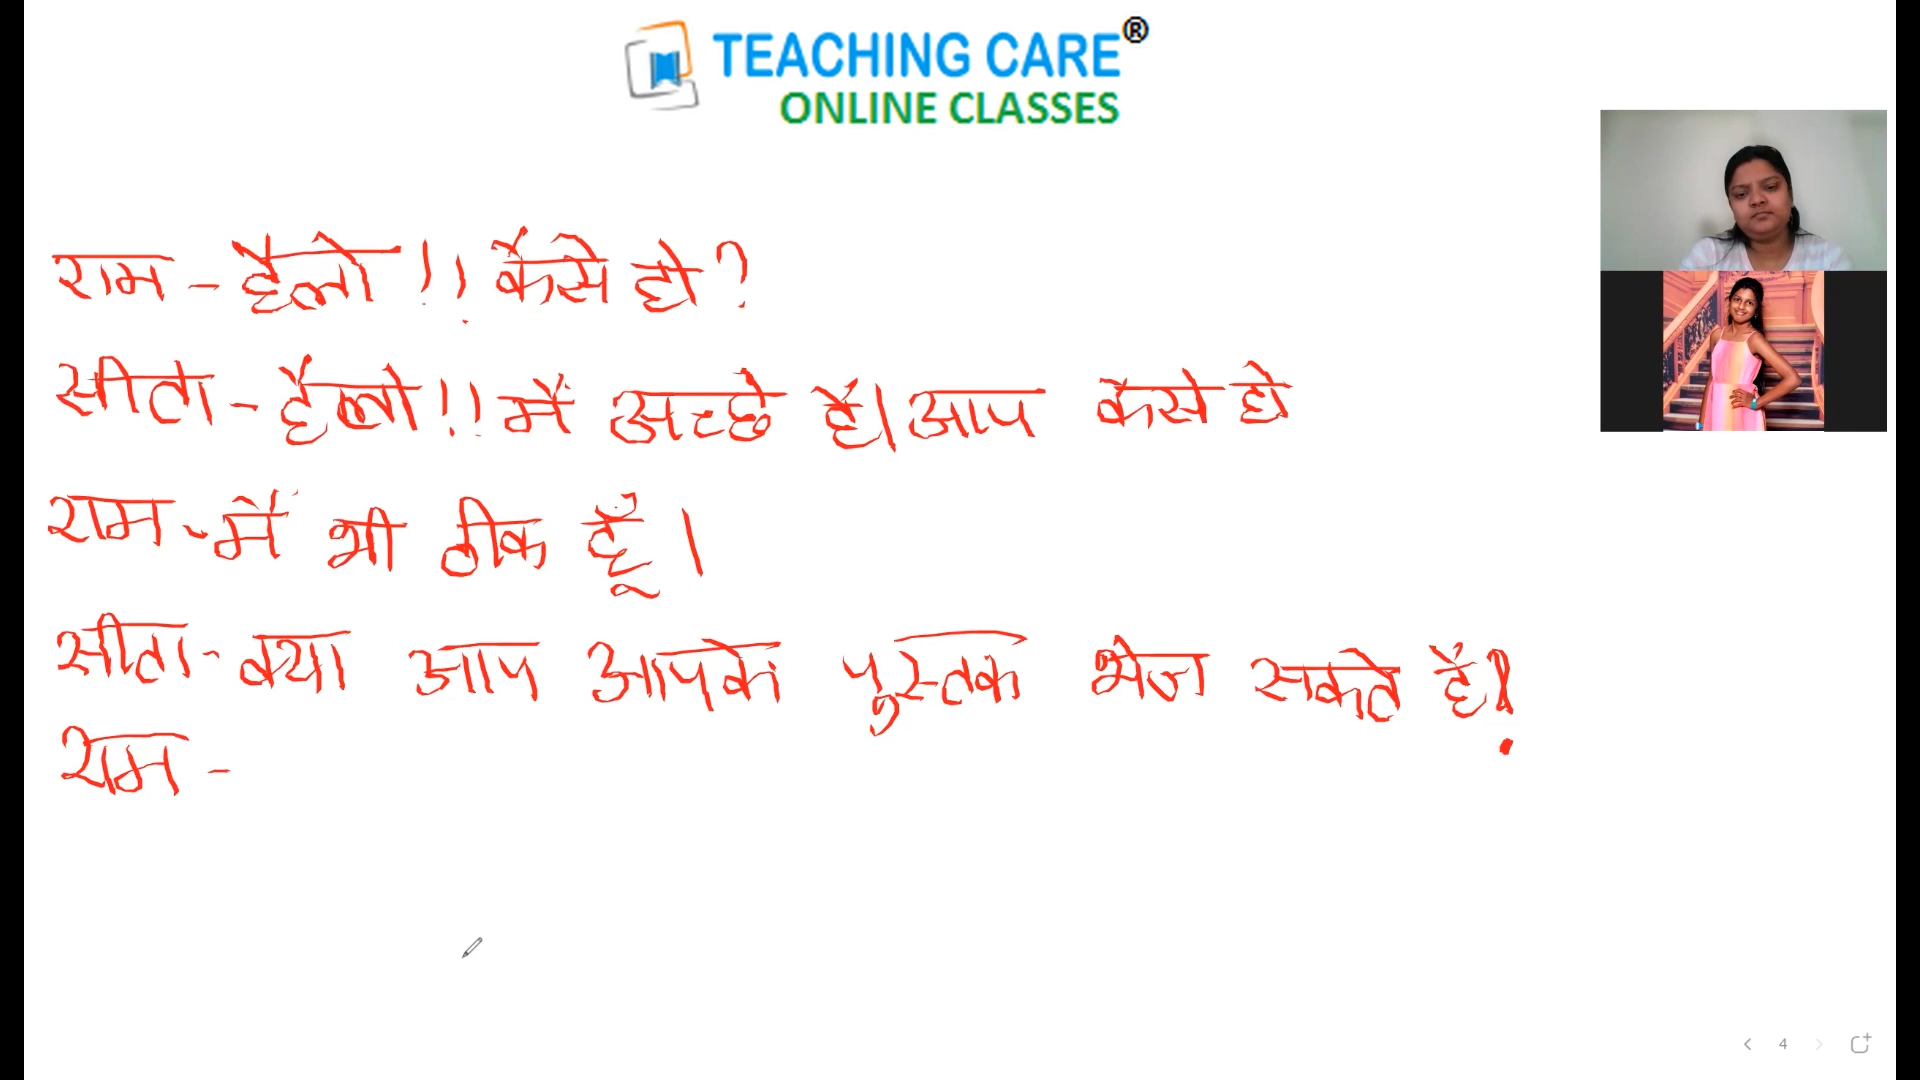 TEACHING CARE®
ONLINE CLASSES
राम - हैलो !! कैसे हो ?
सीता - हैलो !! मैं अच्छे हैं। आप कैसे हो
राम - मैं भी ठीक हूँ ।
सीता - क्या आप आपके पुस्तक भेज सकते हैं?
राम -
4